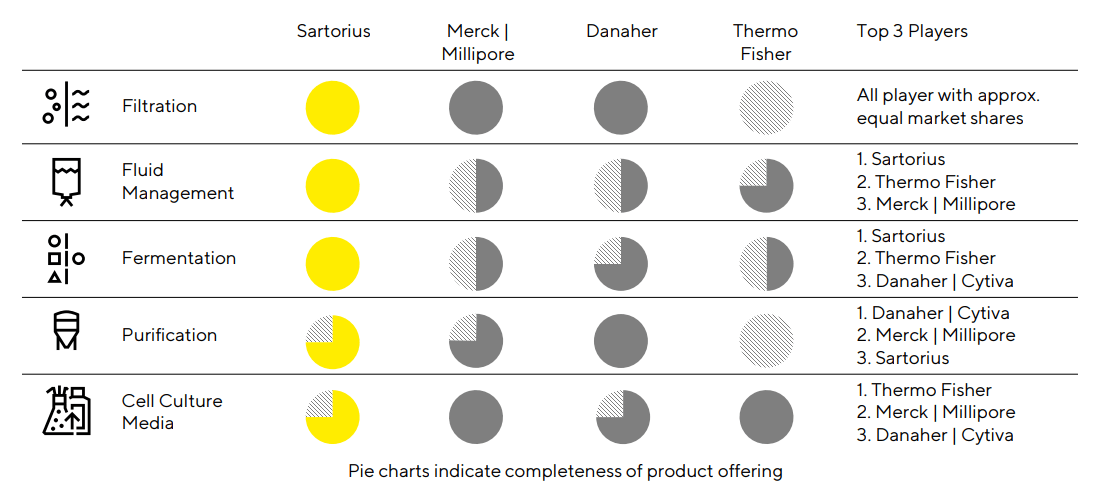 Sartorius
Merck |
Millipore
Danaher
Thermo
Fisher
Top 3 Players
Filtration
All player with approx.
equal market shares
Fluid
Management
1. Sartorius
2. Thermo Fisher
3. Merck | Millipore
Fermentation
1. Sartorius
2. Thermo Fisher
3. Danaher | Cytiva
Purification
1. Danaher | Cytiva
2. Merck | Millipore
3. Sartorius
Cell Culture
Media
1. Thermo Fisher
2. Merck | Millipore
3. Danaher | Cytiva
Pie charts indicate completeness of product offering